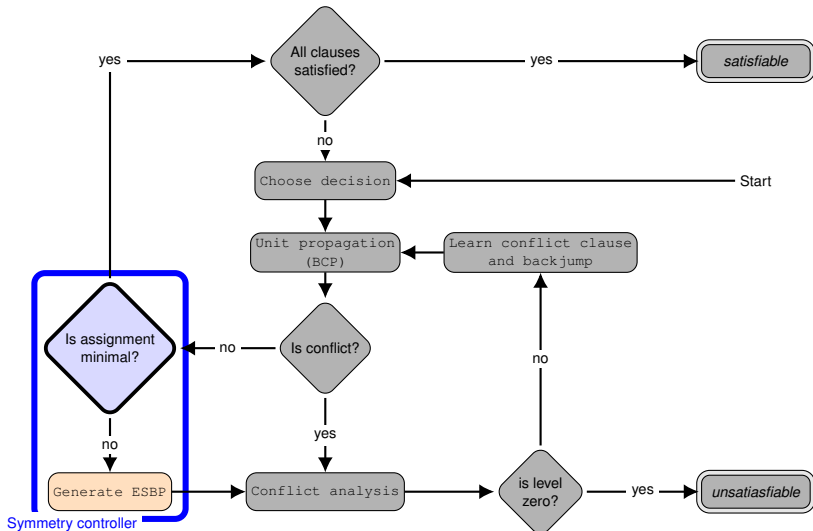 All clauses
satisfied?
yes
yes
satisfiable
no
Choose decision
Start
Unit propagation
(BCP)
Learn conflict clause
and backjump
Is assignment
minimal?
no
Is conflict?
no
yes
no
Generate ESBP
Conflict analysis
is level
zero?
yes
unsatiasfiable
Symmetry controller